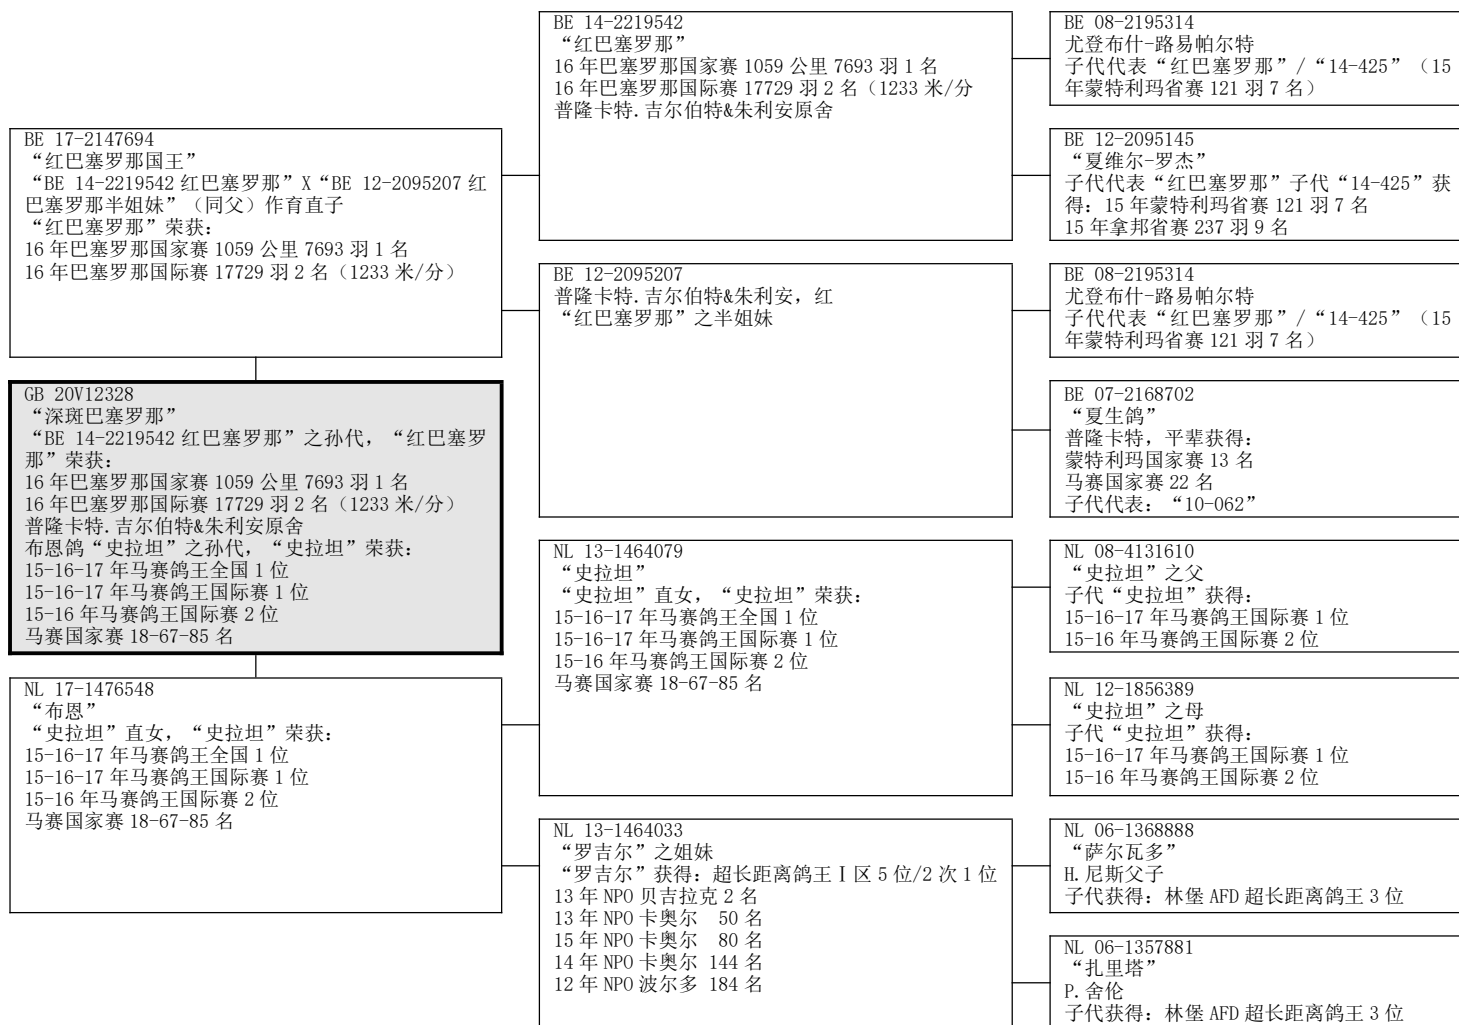 BE 17-2147694
“红巴塞罗那国王”
“BE 14-2219542 红巴塞罗那”X“BE 12-2095207 红
巴塞罗那半姐妹”（同父）作育直子
“红巴塞罗那”荣获：
16 年巴塞罗那国家赛 1059 公里 7693 羽 1 名
16 年巴塞罗那国际赛 17729 羽 2 名（1233 米/分）
GB 20V12328
“深斑巴塞罗那”
“BE 14-2219542 红巴塞罗那”之孙代，“红巴塞罗
那”荣获：
16 年巴塞罗那国家赛 1059 公里 7693 羽 1 名
16 年巴塞罗那国际赛 17729 羽 2 名（1233 米/分）
普隆卡特.吉尔伯特&朱利安原舍
布恩鸽“史拉坦”之孙代，“史拉坦”荣获：
15-16-17 年马赛鸽王全国 1 位
15-16-17 年马赛鸽王国际赛 1 位
15-16 年马赛鸽王国际赛 2 位
马赛国家赛 18-67-85 名
NL 17-1476548
“布恩”
“史拉坦”直女，“史拉坦”荣获：
15-16-17 年马赛鸽王全国 1 位
15-16-17 年马赛鸽王国际赛 1 位
15-16 年马赛鸽王国际赛 2 位
马赛国家赛 18-67-85 名
BE 14-2219542
“红巴塞罗那”
16 年巴塞罗那国家赛 1059 公里 7693 羽 1 名
16 年巴塞罗那国际赛 17729 羽 2 名（1233 米/分
普隆卡特.吉尔伯特&朱利安原舍
BE 12-2095207
普隆卡特.吉尔伯特&朱利安，红
“红巴塞罗那”之半姐妹
NL 13-1464079
“史拉坦”
“史拉坦”直女，“史拉坦”荣获：
15-16-17 年马赛鸽王全国 1 位
15-16-17 年马赛鸽王国际赛 1 位
15-16 年马赛鸽王国际赛 2 位
马赛国家赛 18-67-85 名
NL 13-1464033
“罗吉尔”之姐妹
“罗吉尔”获得：超长距离鸽王 I 区 5 位/2 次 1 位
13 年 NPO 贝吉拉克 2 名
13 年 NPO 卡奥尔 50 名
15 年 NPO 卡奥尔 80 名
14 年 NPO 卡奥尔 144 名
12 年 NPO 波尔多 184 名
BE 08-2195314
尤登布什-路易帕尔特
子代代表“红巴塞罗那”/“14-425”（15
年蒙特利玛省赛 121 羽 7 名）
BE 12-2095145
“夏维尔-罗杰”
子代代表“红巴塞罗那”子代“14-425”获
得：15 年蒙特利玛省赛 121 羽 7 名
15 年拿邦省赛 237 羽 9 名
BE 08-2195314
尤登布什-路易帕尔特
子代代表“红巴塞罗那”/“14-425”（15
年蒙特利玛省赛 121 羽 7 名）
BE 07-2168702
“夏生鸽”
普隆卡特，平辈获得：
蒙特利玛国家赛 13 名
马赛国家赛 22 名
子代代表：“10-062”
NL 08-4131610
“史拉坦”之父
子代“史拉坦”获得：
15-16-17 年马赛鸽王国际赛 1 位
15-16 年马赛鸽王国际赛 2 位
NL 12-1856389
“史拉坦”之母
子代“史拉坦”获得：
15-16-17 年马赛鸽王国际赛 1 位
15-16 年马赛鸽王国际赛 2 位
NL 06-1368888
“萨尔瓦多”
H.尼斯父子
子代获得：林堡 AFD 超长距离鸽王 3 位
NL 06-1357881
“扎里塔”
P.舍伦
子代获得：林堡 AFD 超长距离鸽王 3 位